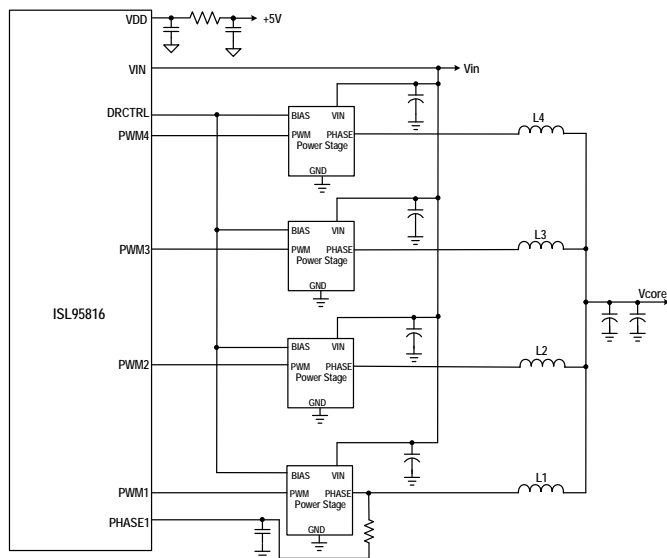 VDD
+5V
VIN
Vin
DRCTRL
BIAS
VIN
L4
PWM4
PWM
PHASE
Power Stage
GND
BIAS
VIN
L3
PWM3
PWM
PHASE
Power Stage
GND
Vcore
ISL95816
BIAS
VIN
L2
PWM2
PWM
PHASE
Power Stage
GND
BIAS
VIN
L1
PWM1
PWM
PHASE
Power Stage
PHASE1
GND